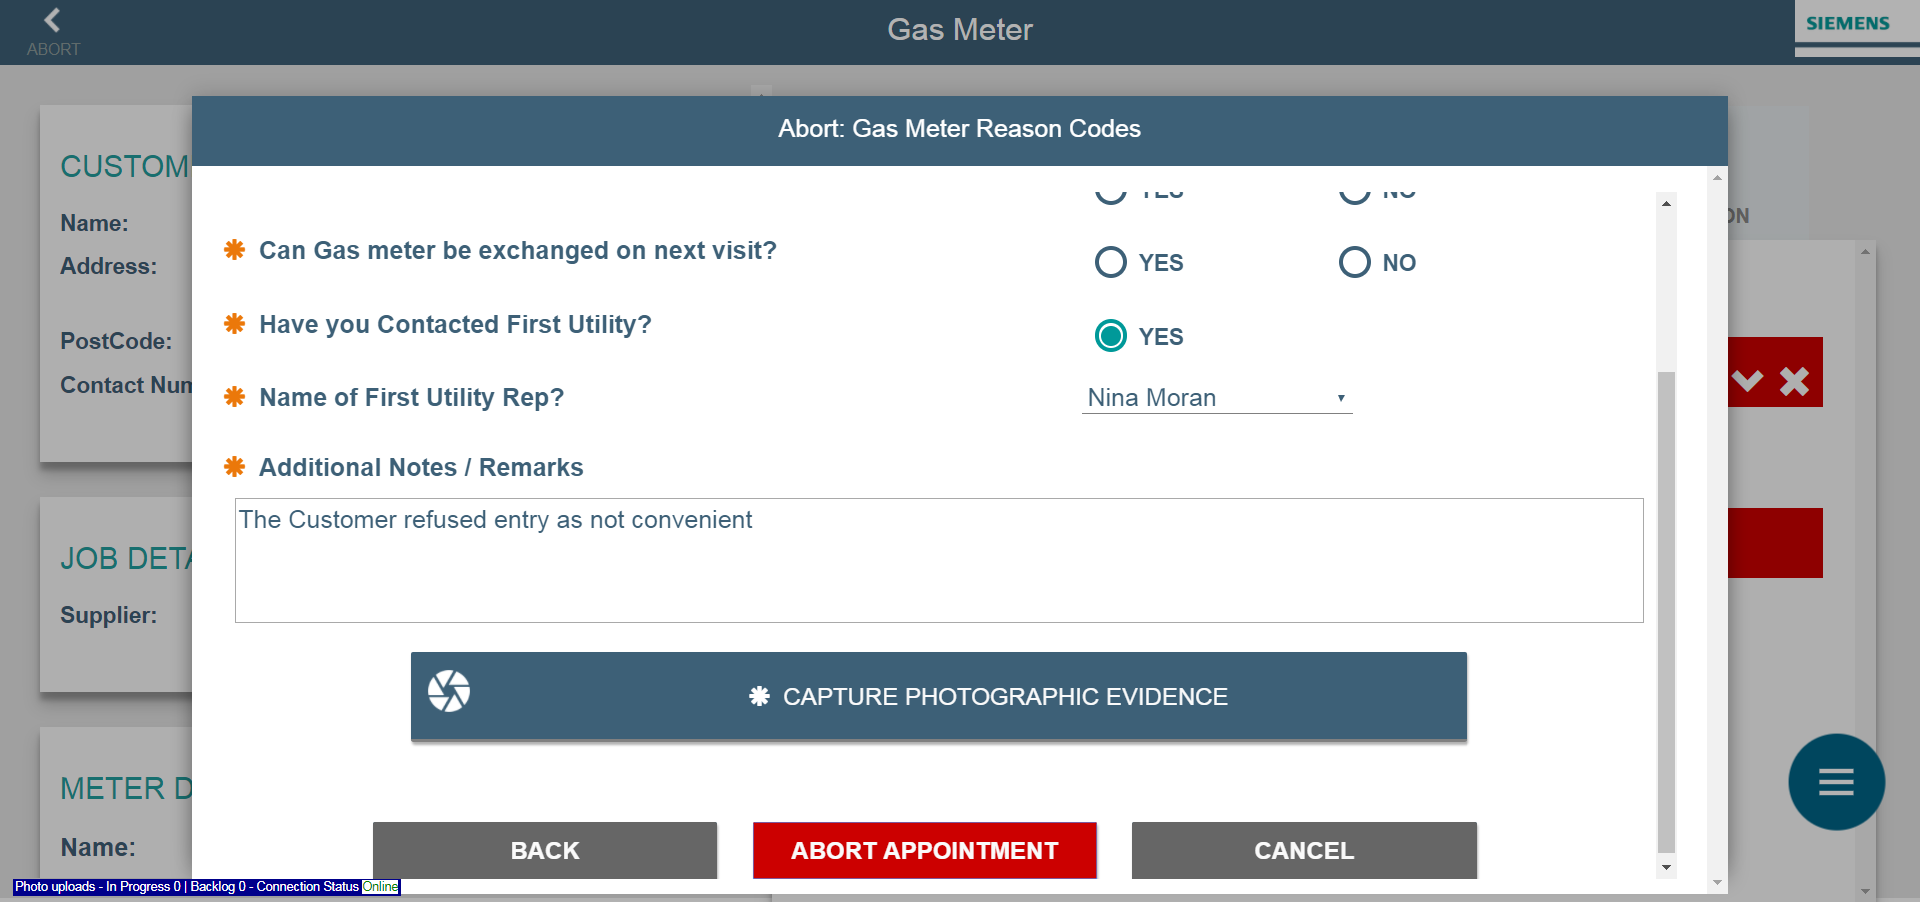 ABORT
Gas Meter
SIEMENS
Abort: Gas Meter Reason Codes
CUSTOM
Name:
Address:
PostCode:
Contact Num
JOB DETA
Supplier:
METER D
Name:
ON
YES
NO
Can Gas meter be exchanged on next visit?
YES
NO
Have you Contacted First Utility?
YES
Name of First Utility Rep?
Nina Moran
Additional Notes / Remarks
The Customer refused entry as not convenient
CAPTURE PHOTOGRAPHIC EVIDENCE
BACK
ABORT APPOINTMENT
CANCEL
Photo uploads - In Progress 0 | Backlog 0 - Connection Status Online